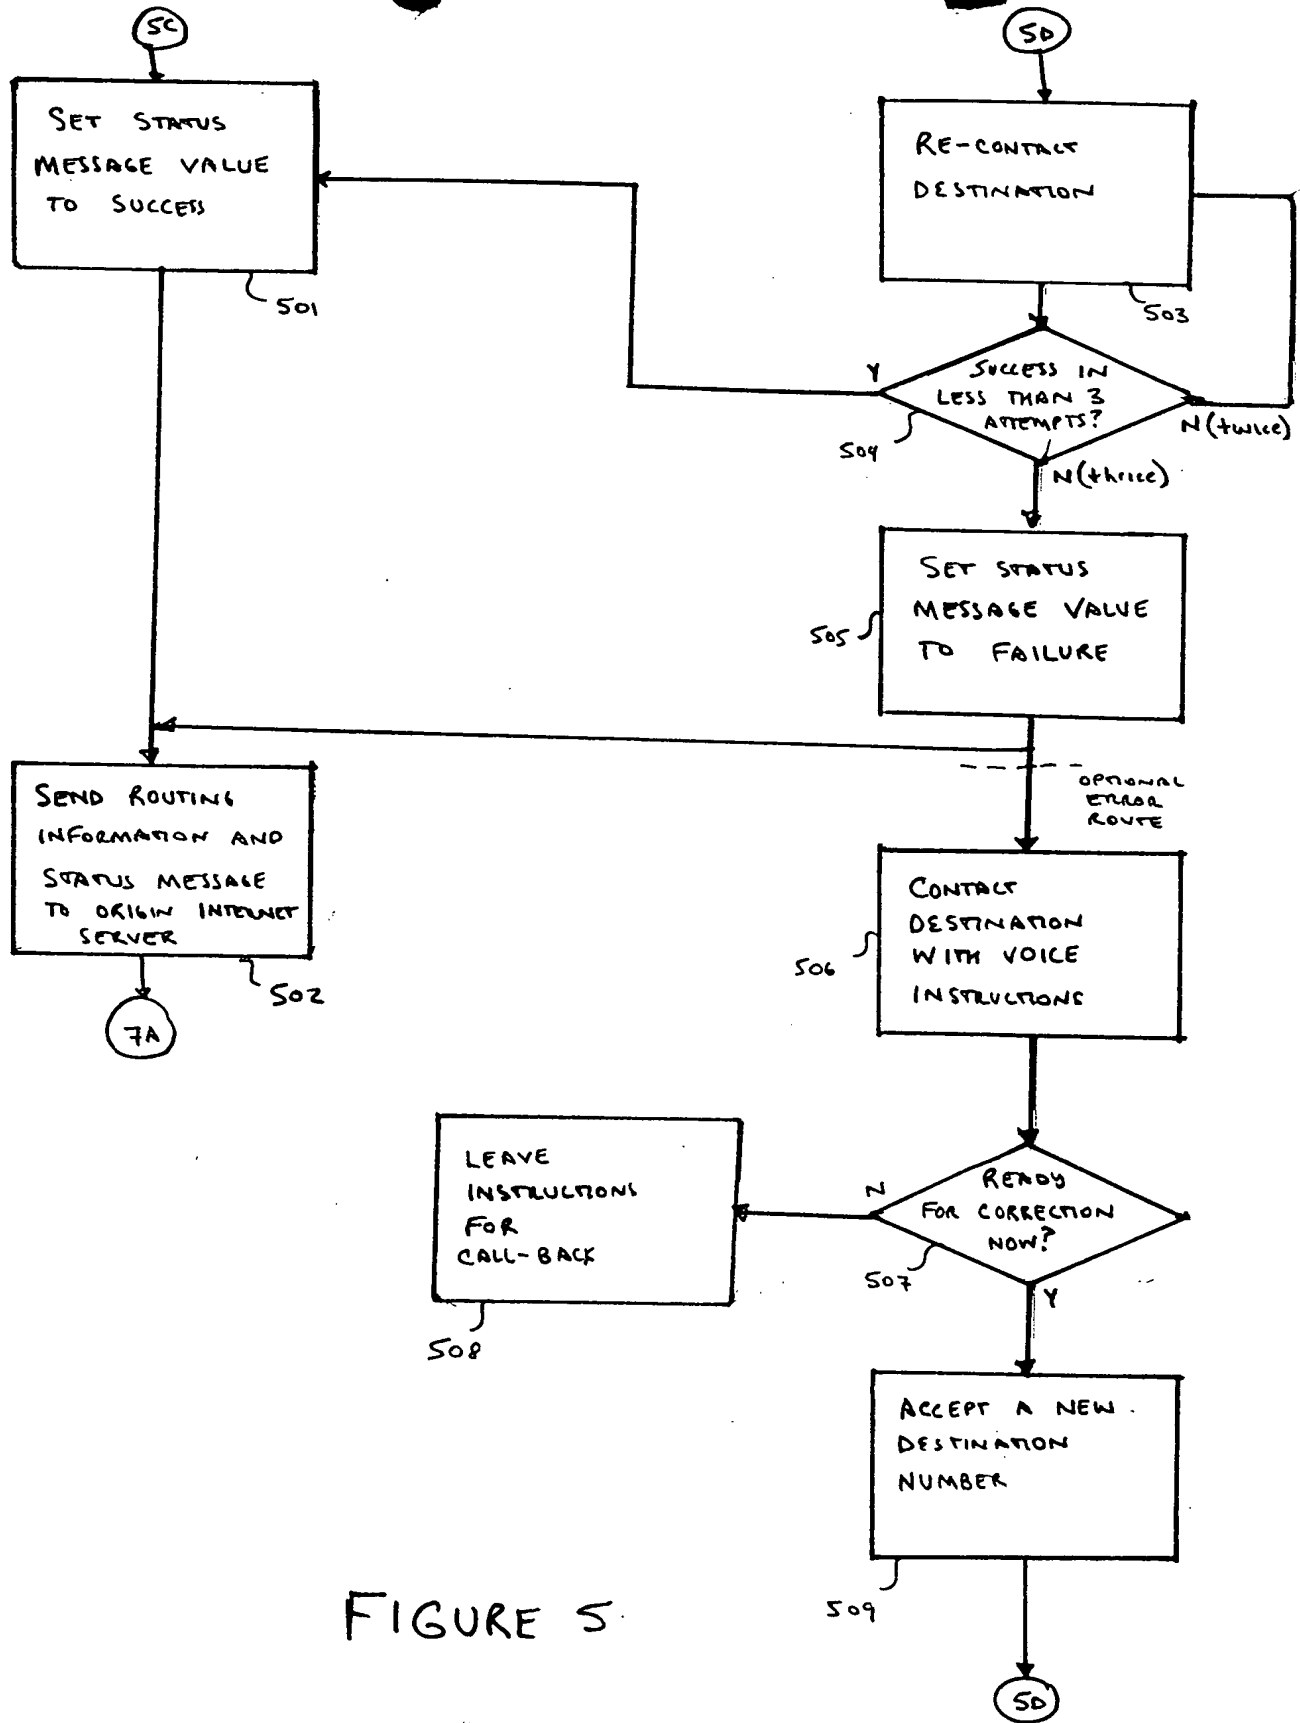 5C
SET STATUS
MESSAGE VALUE
TO SUCCESS
501
5D
RE-CONTACT
DESTINATION
503
Y
SUCCESS IN
LESS THAN 3
ATTEMPTS?
504
N(twice)
N(thrice)
SET STATUS
MESSAGE VALUE
TO FAILURE
505
OPTIONAL
ERROR
ROUTE
SEND ROUTING
INFORMATION AND
STATUS MESSAGE
TO ORIGIN INTERNET
SERVER
502
7A
CONTACT
DESTINATION
WITH VOICE
INSTRUCTIONS
506
N
READY
FOR CORRECTION
NOW?
507
Y
LEAVE
INSTRUCTIONS
FOR
CALL-BACK
508
ACCEPT A NEW
DESTINATION
NUMBER
509
5D
FIGURE 5